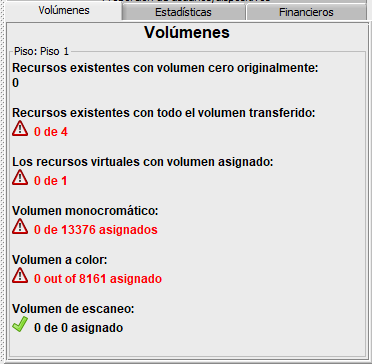 Volúmenes Estadísticas Financieros
Volúmenes
Piso: Piso 1
Recursos existentes con volumen cero originalmente:
0
Recursos existentes con todo el volumen transferido:
0 de 4
Los recursos virtuales con volumen asignado:
0 de 1
Volumen monocromático:
0 de 13376 asignados
Volumen a color:
0 out of 8161 asignado
Volumen de escaneo:
0 de 0 asignado